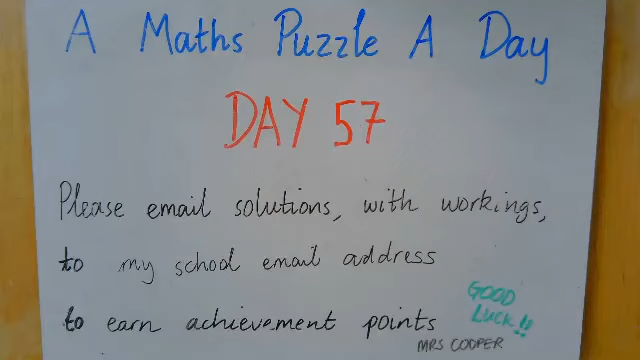 A Maths Puzzle A Day
DAY 57
Please email solutions, with workings,
to my school email address
to earn achievement points
GOOD
LUCK!!
MRS COOPER